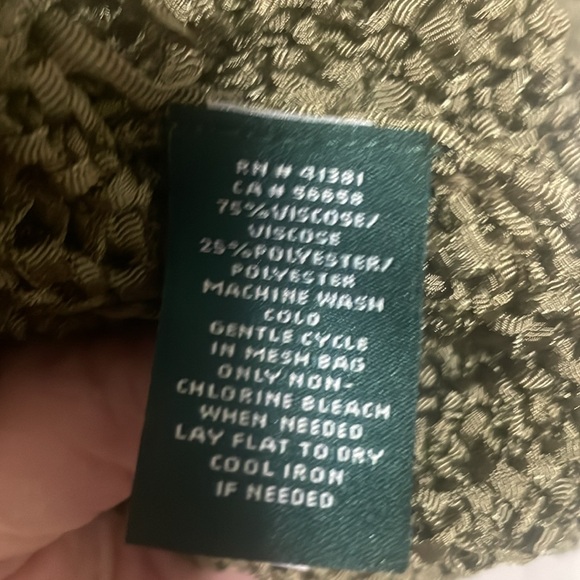 RN # 41381
CA # 56658
75% VISCOSE/
VISCOSE
25% POLYESTER/
POLYESTER
MACHINE WASH
COLD
GENTLE CYCLE
IN MESH BAG
ONLY NON-
CHLORINE BLEACH
WHEN NEEDED
LAY FLAT TO DRY
COOL IRON
IF NEEDED